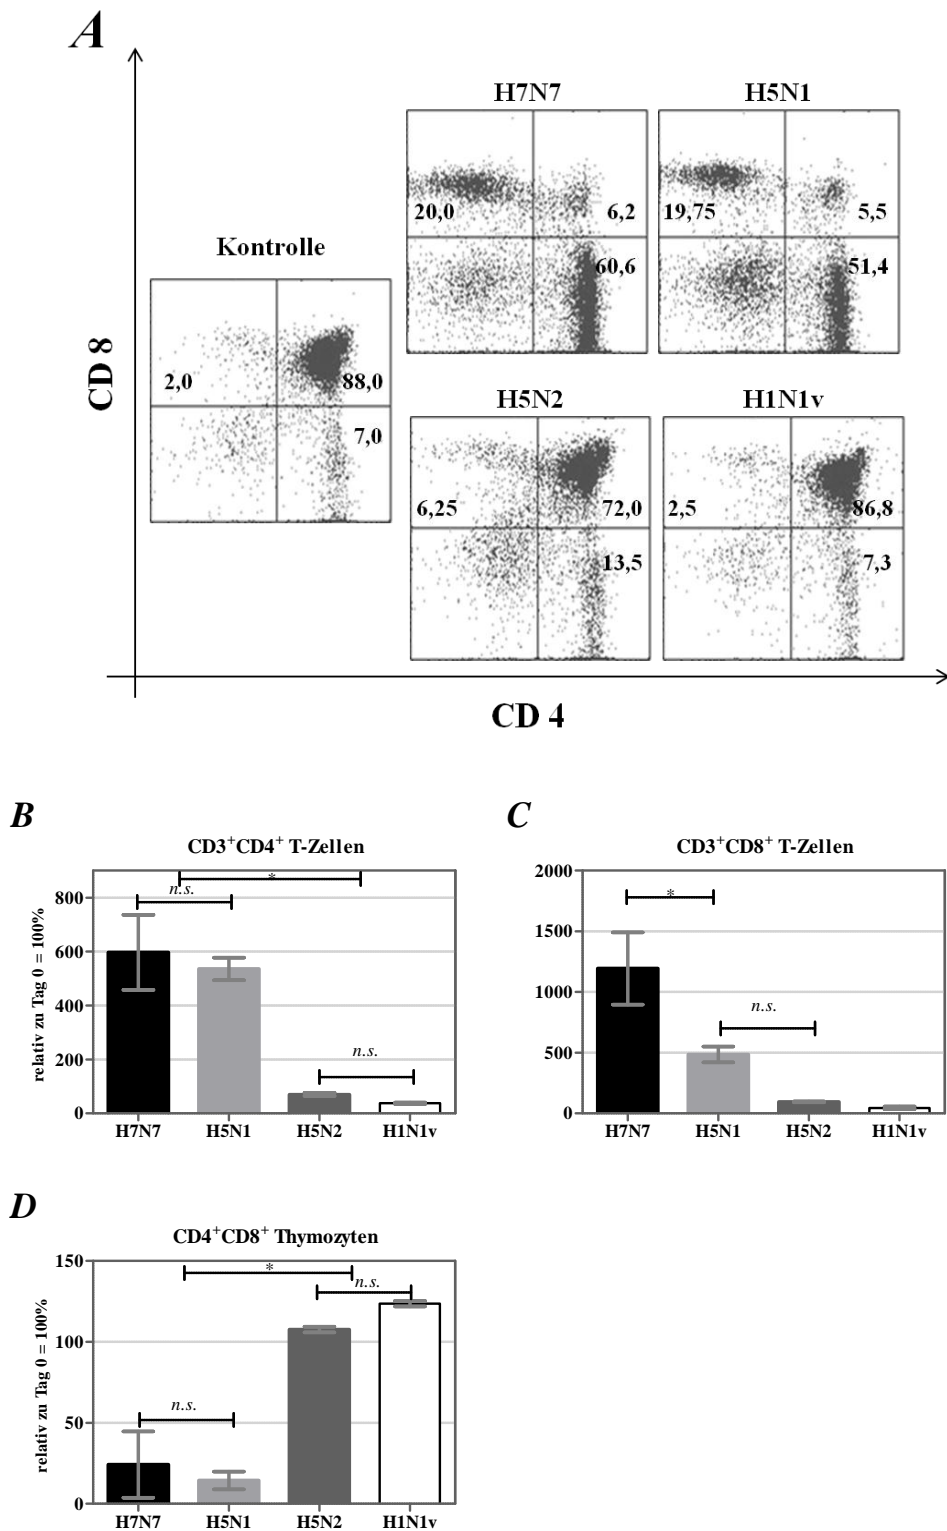 A
H7N7
H5N1
20,0
6,2
60,6
19,75
5,5
51,4
Kontrolle
2,0
88,0
7,0
CD 8
H5N2
H1N1v
6,25
72,0
13,5
2,5
86,8
7,3
CD 4
B
CD3⁺CD4⁺ T-Zellen
relativ zu Tag 0 = 100%
800
600
400
200
0
n.s.
*
n.s.
H7N7 H5N1 H5N2 H1N1v
C
CD3⁺CD8⁺ T-Zellen
2000
1500
1000
500
0
*
n.s.
H7N7 H5N1 H5N2 H1N1v
D
CD4⁺CD8⁺ Thymozyten
relativ zu Tag 0 = 100%
150
100
50
0
*
n.s.
n.s.
H7N7 H5N1 H5N2 H1N1v